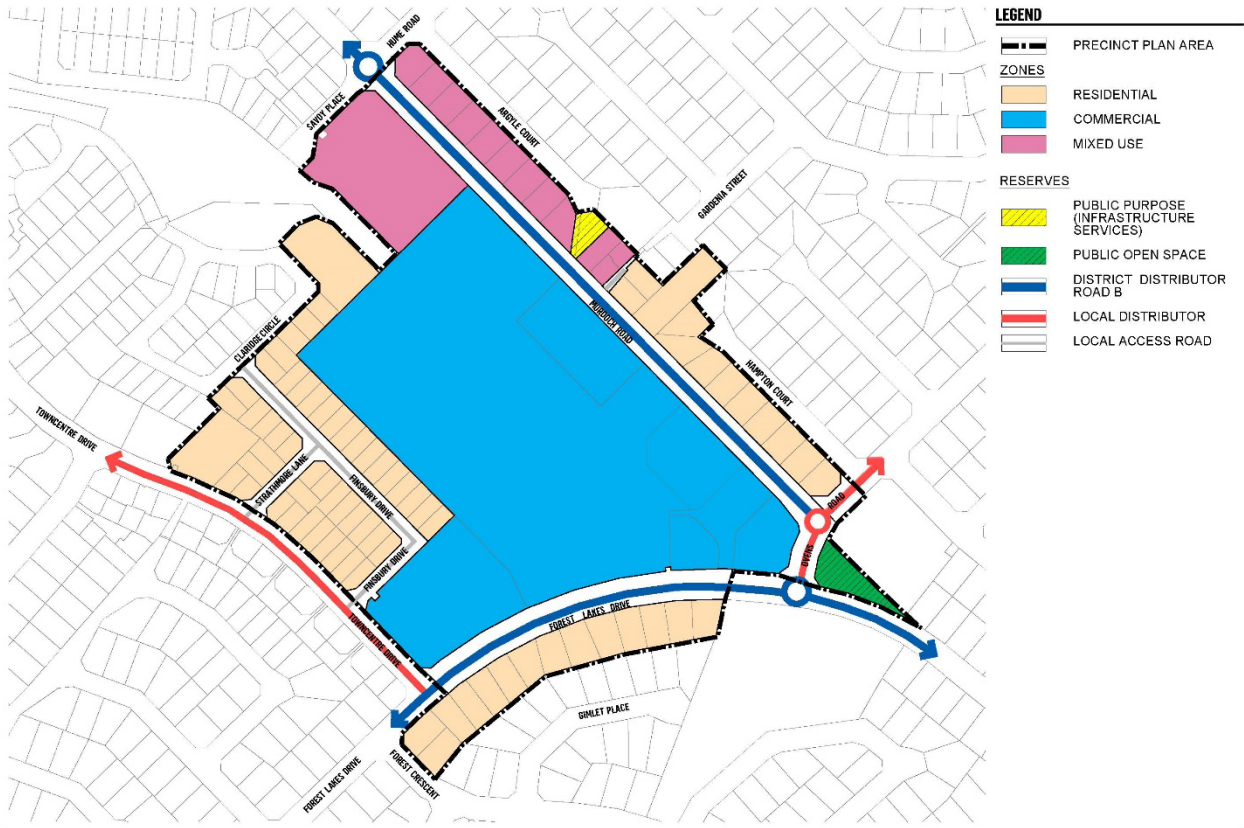 HUME ROAD
SAVOY PLACE
ARGYLE COURT
GARDENIA STREET
MURDOCH ROAD
HAMPTON COURT
CLARIDGE CIRCLE
TOWNCENTRE DRIVE
STRATHMORE LANE
FINSBURY DRIVE
FINSBURY DRIVE
TOWNCENTRE DRIVE
OVENS
ROAD
FOREST LAKES DRIVE
GIMLET PLACE
FOREST LAKES DRIVE
FOREST CRESCENT
LEGEND
PRECINCT PLAN AREA
ZONES
RESIDENTIAL
COMMERCIAL
MIXED USE
RESERVES
PUBLIC PURPOSE
(INFRASTRUCTURE
SERVICES)
PUBLIC OPEN SPACE
DISTRICT DISTRIBUTOR
ROAD B
LOCAL DISTRIBUTOR
LOCAL ACCESS ROAD